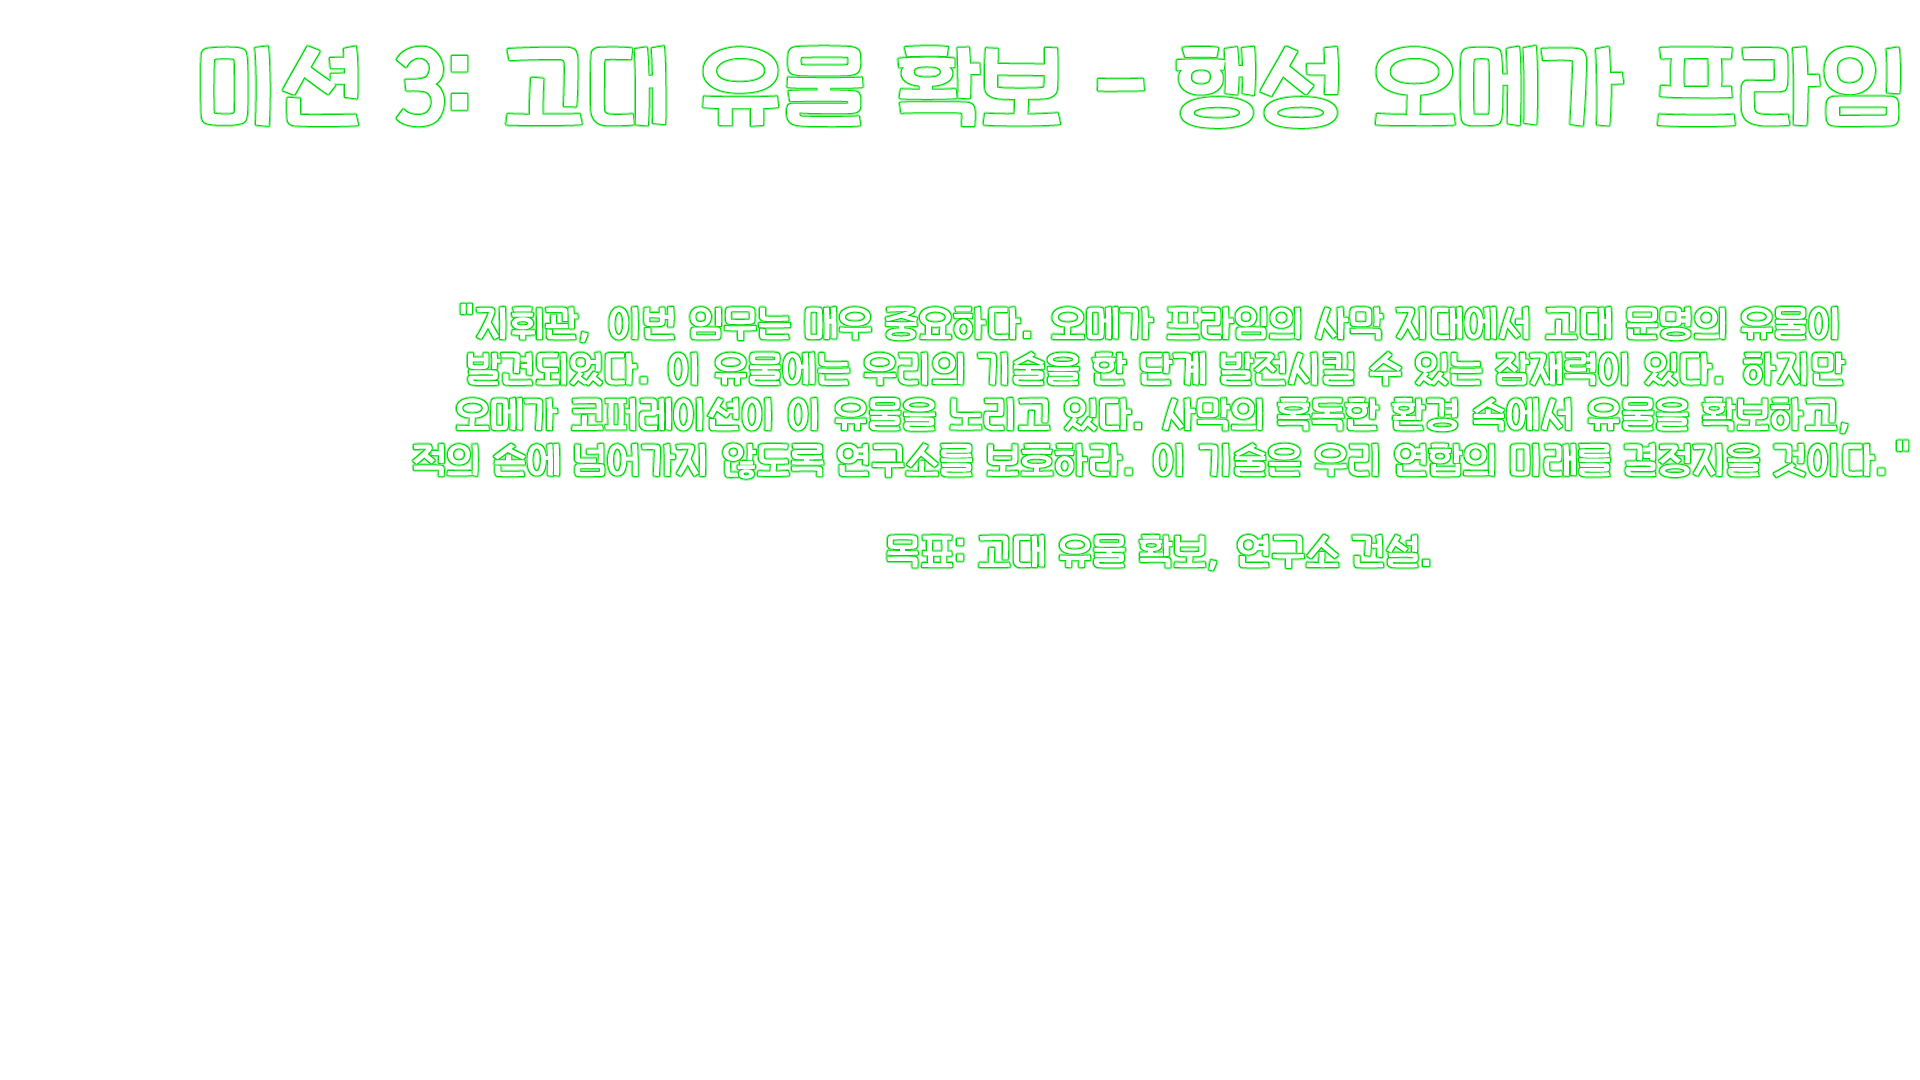 미션 3: 고대 유물 확보 - 행성 오메가 프라임
"지휘관, 이번 임무는 매우 중요하다. 오메가 프라임의 사막 지대에서 고대 문명의 유물이
발견되었다. 이 유물에는 우리의 기술을 한 단계 발전시킬 수 있는 잠재력이 있다. 하지만
오메가 코퍼레이션이 이 유물을 노리고 있다. 사막의 혹독한 환경 속에서 유물을 확보하고,
적의 손에 넘어가지 않도록 연구소를 보호하라. 이 기술은 우리 연합의 미래를 결정지을 것이다."
목표: 고대 유물 확보, 연구소 건설.